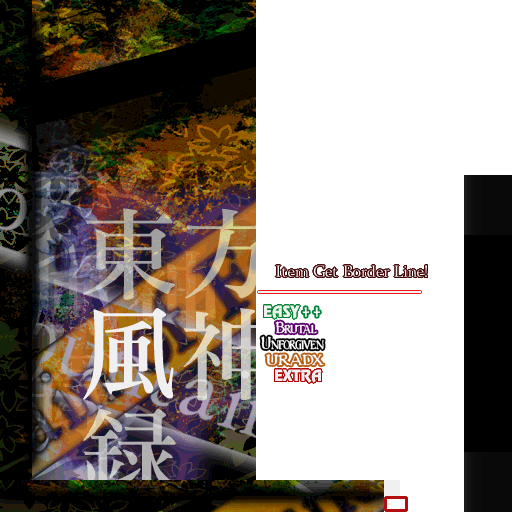 東方
風神
録
Item Get Border Line!
EASY++
BRUTAL
UNFORGIVEN
URADX
EXTRA